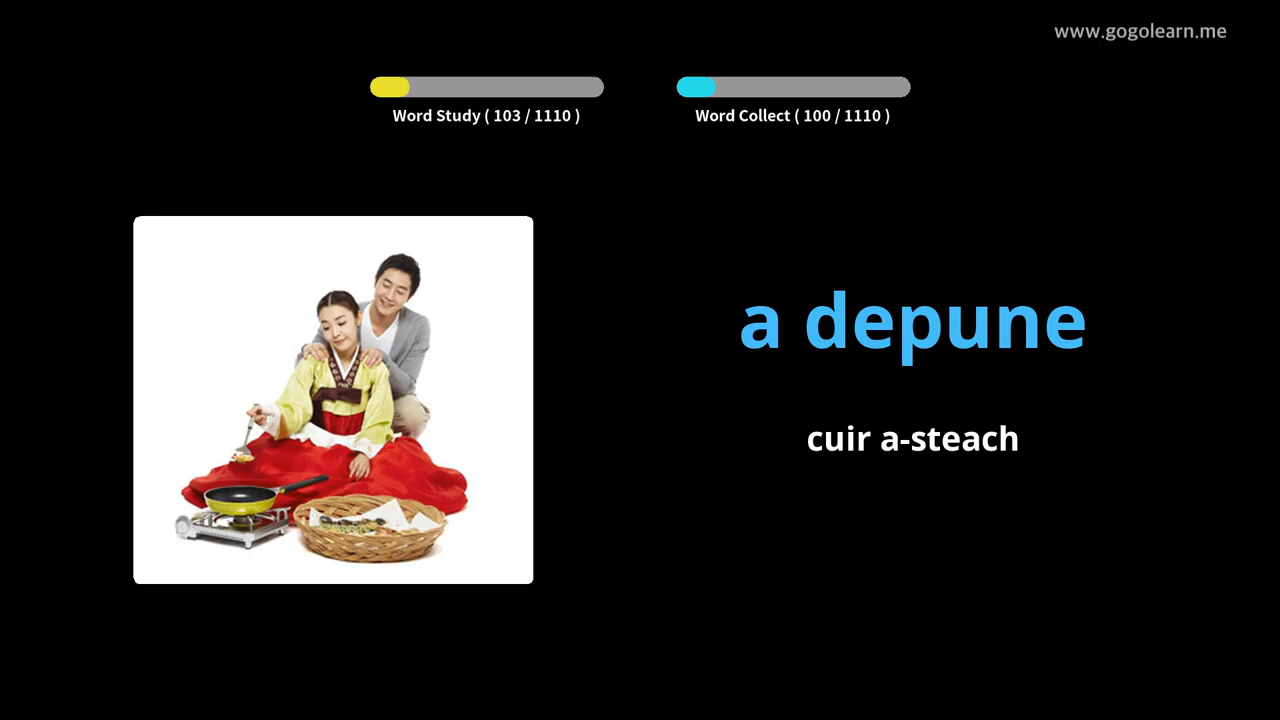 www.gogolearn.me
Word Study ( 103 / 1110 )
Word Collect ( 100 / 1110 )
a depune
cuir a-steach